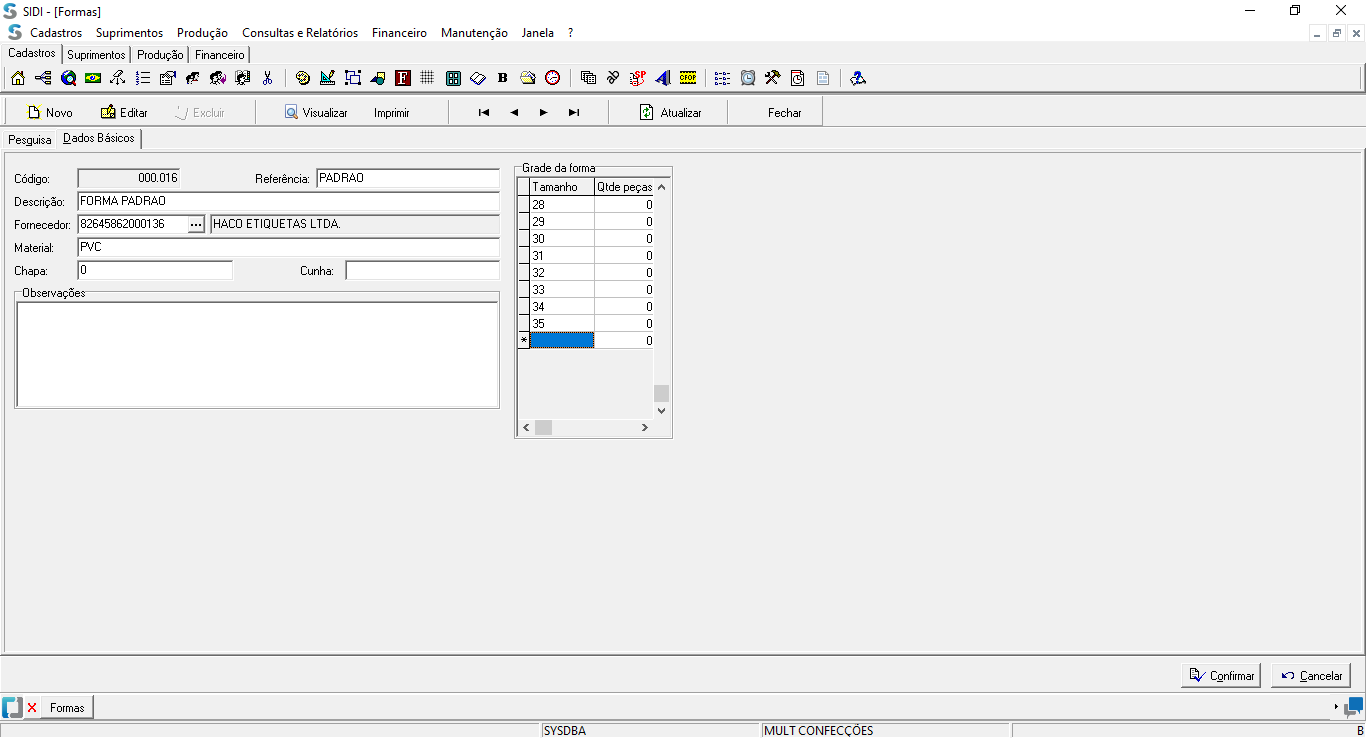 SIDI - [Formas]
Cadastros Suprimentos Produção Consultas e Relatórios Financeiro Manutenção Janela ?
Cadastros Suprimentos Produção Financeiro
F B SP CFOP
Novo Editar Excluir Visualizar Imprimir Atualizar Fechar
Pesquisa Dados Básicos
Código: 000.016 Referência: PADRAO
Descrição: FORMA PADRAO
Fornecedor: 82645862000136 ... HACO ETIQUETAS LTDA.
Material: PVC
Chapa: 0 Cunha:
Observações
Grade da forma
Tamanho Qtde peças
28 0
29 0
30 0
31 0
32 0
33 0
34 0
35 0
* 0
Confirmar Cancelar
Formas
SYSDBA MULT CONFECÇÕES B